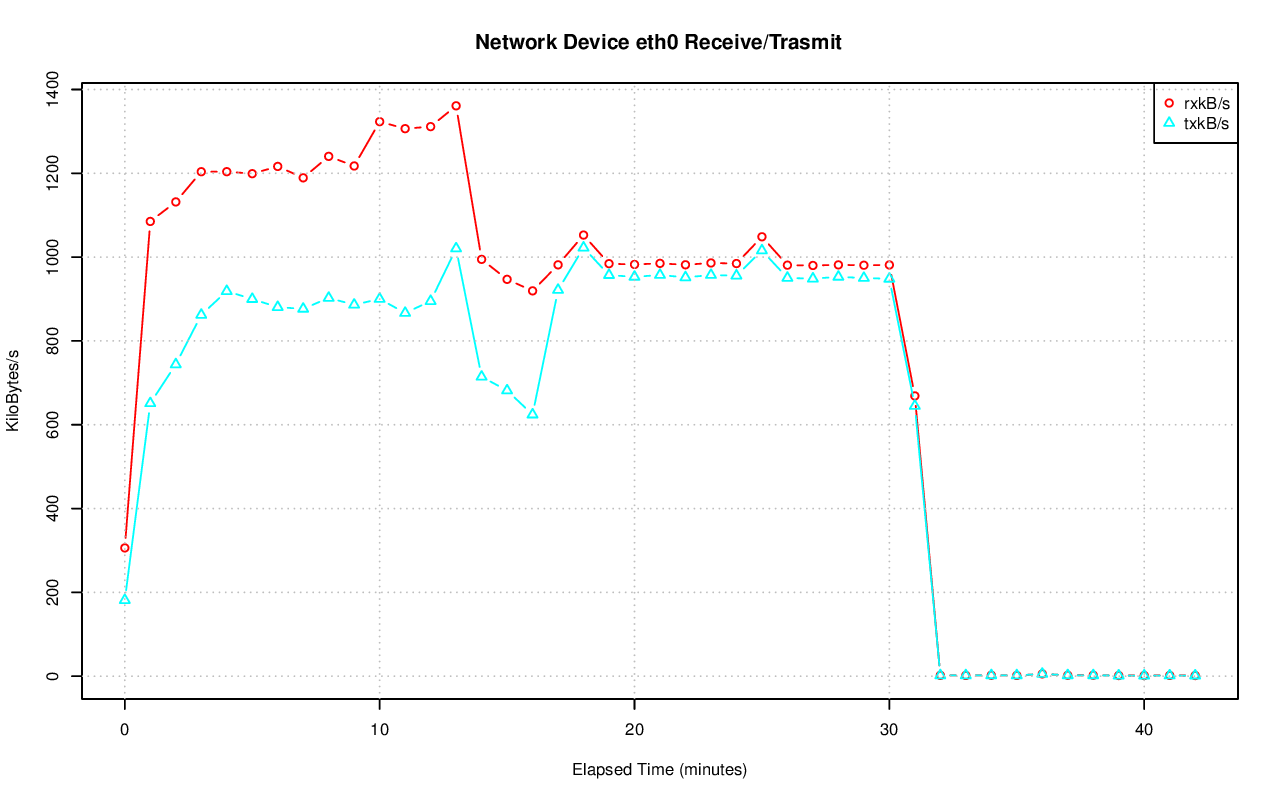 Network Device eth0 Receive/Trasmit
rxkB/s
txkB/s
KiloBytes/s
1400
1200
1000
800
600
400
200
0
0 10 20 30 40
Elapsed Time (minutes)